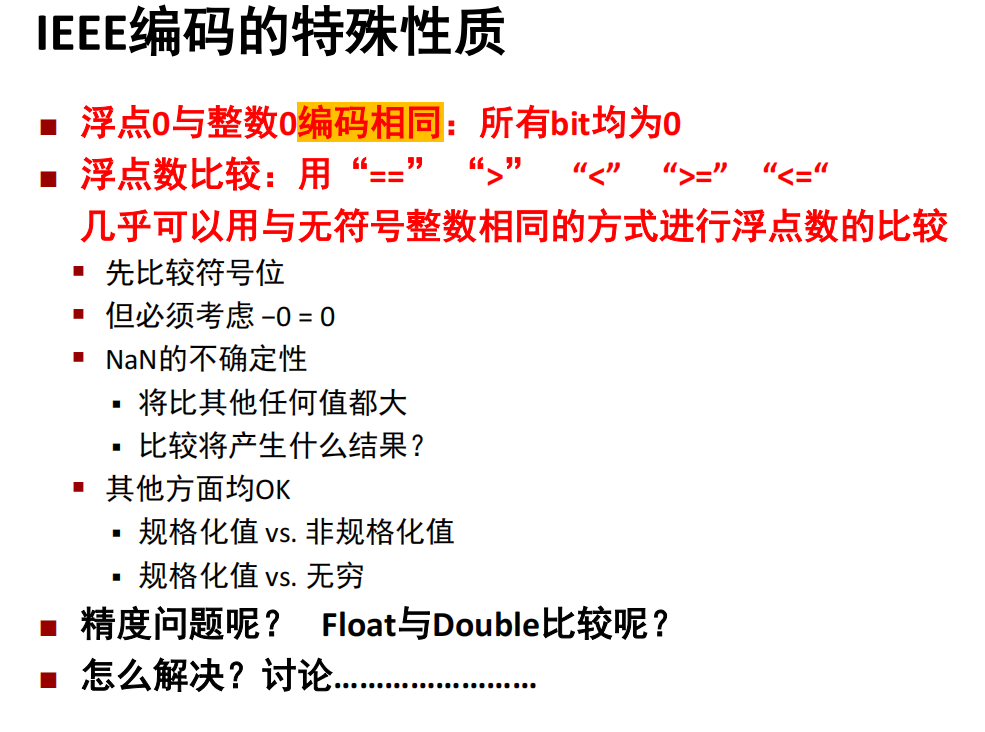 IEEE编码的特殊性质
浮点0与整数0编码相同：所有bit均为0
浮点数比较：用“==” “>” “<” “>=” “<=“
几乎可以用与无符号整数相同的方式进行浮点数的比较
先比较符号位
但必须考虑 −0 = 0
NaN的不确定性
将比其他任何值都大
比较将产生什么结果？
其他方面均OK
规格化值 vs. 非规格化值
规格化值 vs. 无穷
精度问题呢？ Float与Double比较呢？
怎么解决？讨论……………………